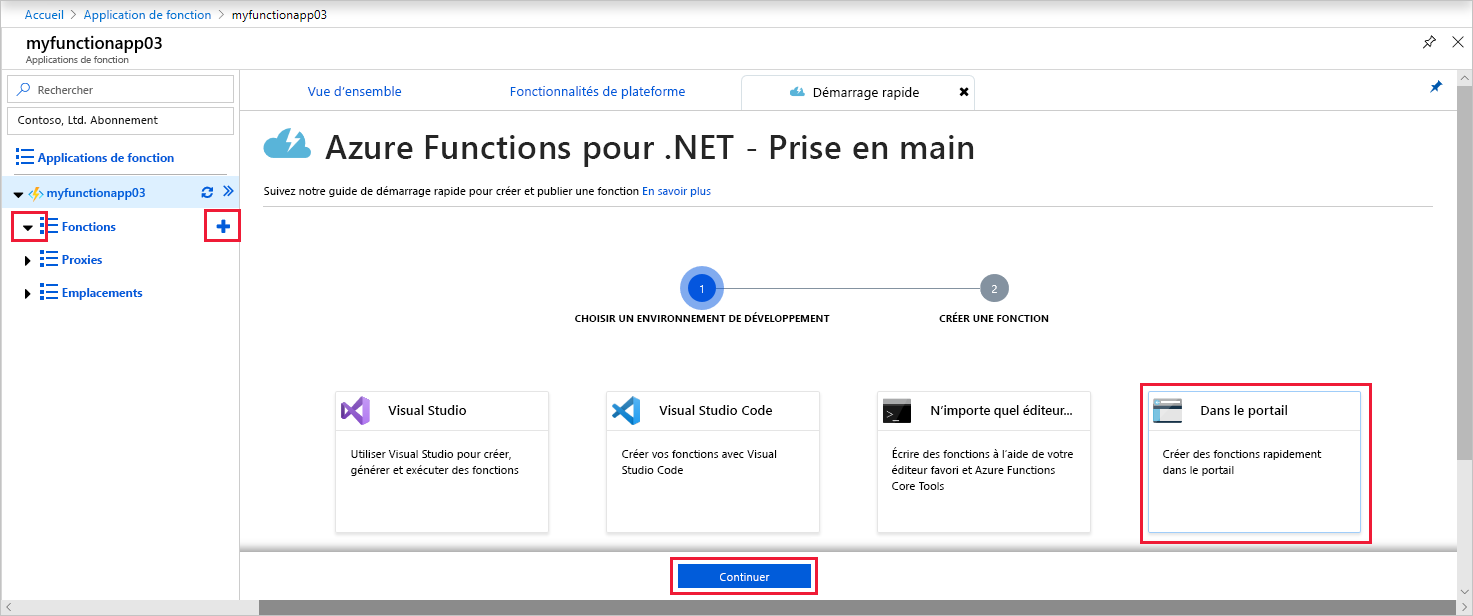 Accueil > Application de fonction > myfunctionapp03
myfunctionapp03
Applications de fonction
Rechercher
Contoso, Ltd. Abonnement
Applications de fonction
myfunctionapp03
Fonctions
Proxies
Emplacements
Vue d'ensemble
Fonctionnalités de plateforme
Démarrage rapide
Azure Functions pour .NET - Prise en main
Suivez notre guide de démarrage rapide pour créer et publier une fonction En savoir plus
1
2
CHOISIR UN ENVIRONNEMENT DE DÉVELOPPEMENT
CRÉER UNE FONCTION
Visual Studio
Utiliser Visual Studio pour créer,
générer et exécuter des fonctions
Visual Studio Code
Créer vos fonctions avec Visual
Studio Code
>_
N'importe quel éditeur...
Écrire des fonctions à l'aide de votre
éditeur favori et Azure Functions
Core Tools
Dans le portail
Créer des fonctions rapidement
dans le portail
Continuer